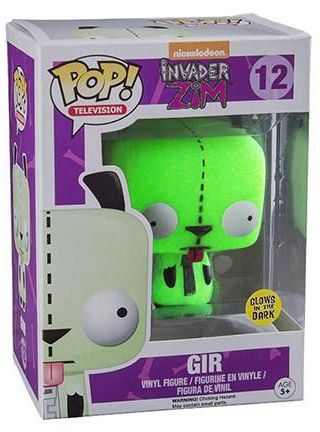 nickelodeon
POP!
TELEVISION
INVADER
ZIM
12
GLOWS
IN THE
DARK
GIR
VINYL FIGURE / FIGURINE EN VINYLE /
FIGURA DE VINIL
WARNING! Choking Hazard.
May contain small parts.
AGE
5+